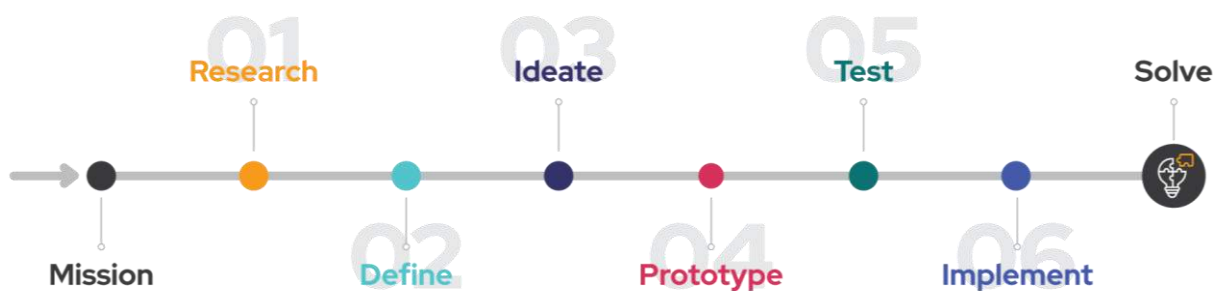 01
Research
03
Ideate
05
Test
Solve
Mission
02
Define
04
Prototype
06
Implement